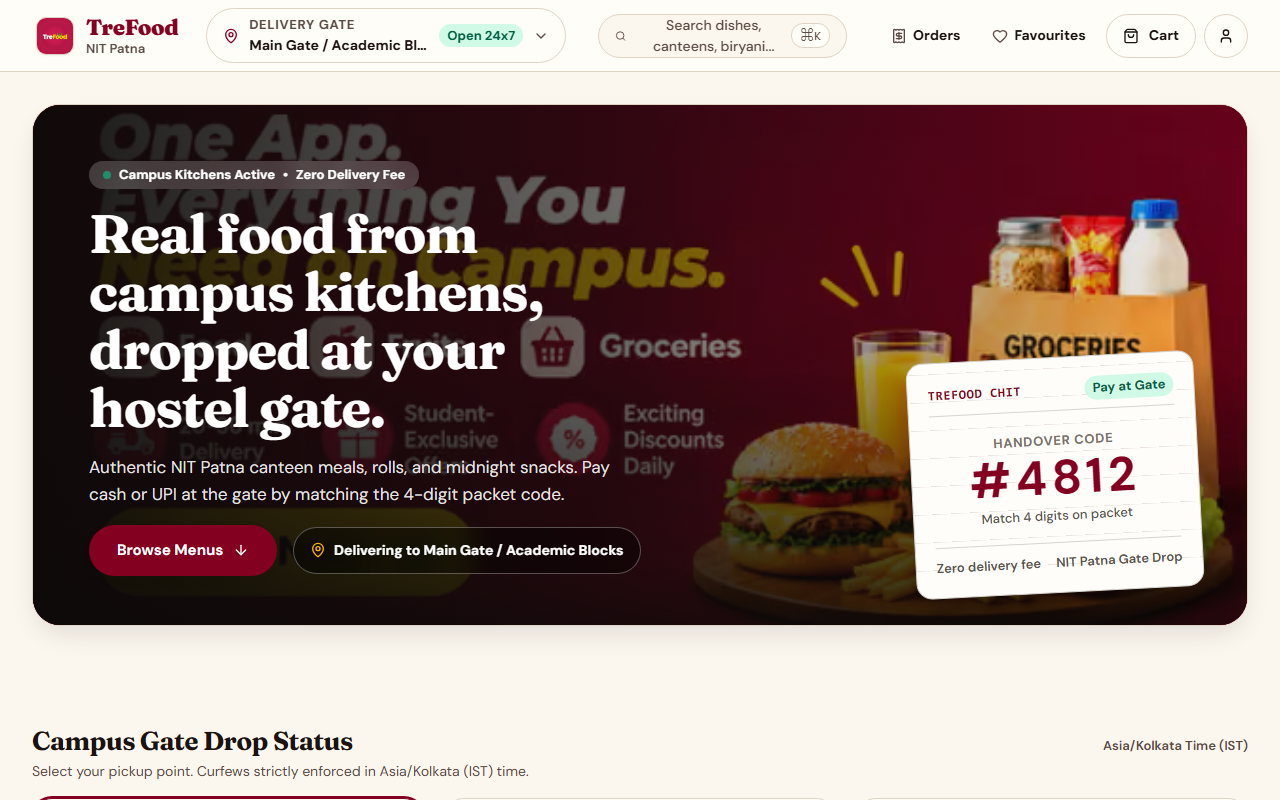 TreFood
TreFood
NIT Patna
DELIVERY GATE
Main Gate / Academic Bl...
Open 24x7
Search dishes,
canteens, biryani...
⌘K
Orders
Favourites
Cart
One App.
Everything You
Need on Campus.
Campus Kitchens Active • Zero Delivery Fee
Real food from
campus kitchens,
dropped at your
hostel gate.
Groceries
Delivery
Student-
Exclusive
Exciting
Discounts
Daily
Authentic NIT Patna canteen meals, rolls, and midnight snacks. Pay
cash or UPI at the gate by matching the 4-digit packet code.
Browse Menus
Delivering to Main Gate / Academic Blocks
GROCERIES
TREFOOD CHIT
Pay at Gate
HANDOVER CODE
#4812
Match 4 digits on packet
Zero delivery fee
NIT Patna Gate Drop
Campus Gate Drop Status
Asia/Kolkata Time (IST)
Select your pickup point. Curfews strictly enforced in Asia/Kolkata (IST) time.